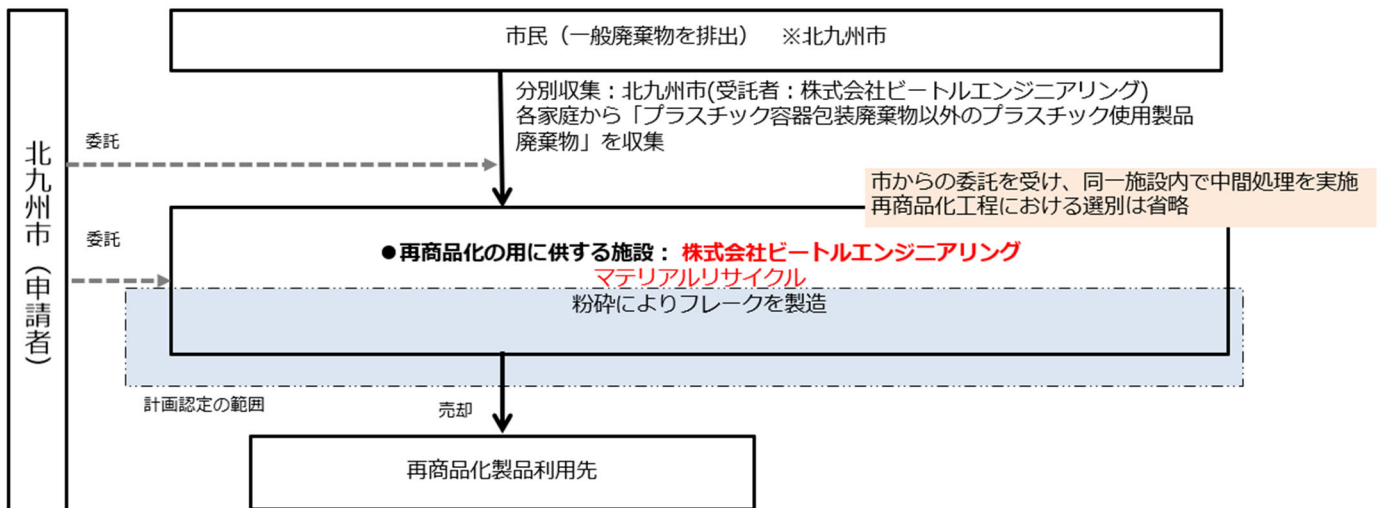 市民（一般廃棄物を排出）　※北九州市
分別収集：北九州市(受託者：株式会社ビートルエンジニアリング)
各家庭から「プラスチック容器包装廃棄物以外のプラスチック使用製品
廃棄物」を収集
委託
北九州市（申請者）
市からの委託を受け、同一施設内で中間処理を実施
再商品化工程における選別は省略
委託
●再商品化の用に供する施設： 株式会社ビートルエンジニアリング
マテリアルリサイクル
粉砕によりフレークを製造
計画認定の範囲
売却
再商品化製品利用先